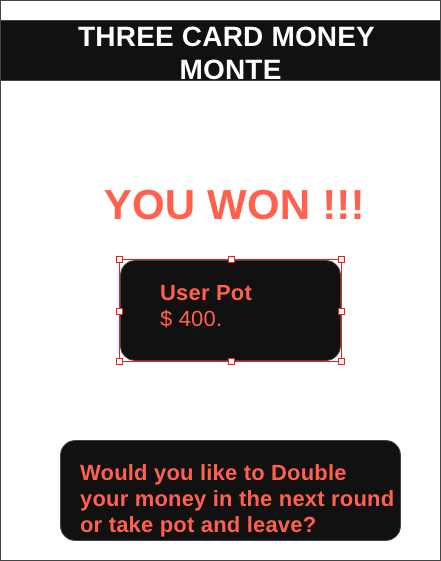 THREE CARD MONEY
MONTE
YOU WON !!!
User Pot
$ 400.
Would you like to Double
your money in the next round
or take pot and leave?